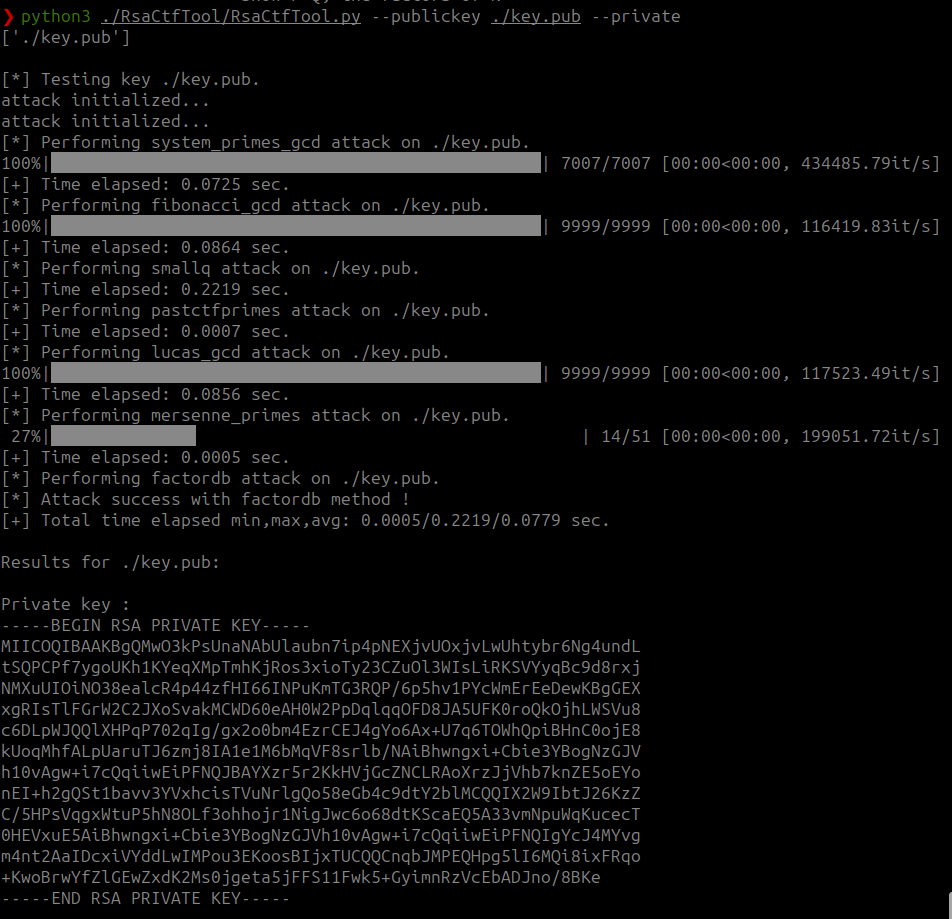 ❯ python3 ./RsaCtfTool/RsaCtfTool.py --publickey ./key.pub --private
['./key.pub']
[*] Testing key ./key.pub.
attack initialized...
attack initialized...
[*] Performing system_primes_gcd attack on ./key.pub.
100%| | 7007/7007 [00:00<00:00, 434485.79it/s]
[+] Time elapsed: 0.0725 sec.
[*] Performing fibonacci_gcd attack on ./key.pub.
100%| | 9999/9999 [00:00<00:00, 116419.83it/s]
[+] Time elapsed: 0.0864 sec.
[*] Performing smallq attack on ./key.pub.
[+] Time elapsed: 0.2219 sec.
[*] Performing pastctfprimes attack on ./key.pub.
[+] Time elapsed: 0.0007 sec.
[*] Performing lucas_gcd attack on ./key.pub.
100%| | 9999/9999 [00:00<00:00, 117523.49it/s]
[+] Time elapsed: 0.0856 sec.
[*] Performing mersenne_primes attack on ./key.pub.
27%| | 14/51 [00:00<00:00, 199051.72it/s]
[+] Time elapsed: 0.0005 sec.
[*] Performing factordb attack on ./key.pub.
[*] Attack success with factordb method !
[+] Total time elapsed min,max,avg: 0.0005/0.2219/0.0779 sec.
Results for ./key.pub:
Private key :
-----BEGIN RSA PRIVATE KEY-----
MIICOQIBAAKBgQMwO3kPsUnaNAbUlaubn7ip4pNEXjvUOxjvLwUhtybr6Ng4undL
tSQPCPf7ygoUKh1KYeqXMpTmhKjRos3xioTy23CZuOl3WIsLiRKSVYyqBc9d8rxj
NMXuUIOiNO38ealcR4p44zfHI66INPuKmTG3RQP/6p5hv1PYcWmErEeDewKBgGEX
xgRIsTlFGrW2C2JXoSvakMCWD60eAH0W2PpDqlqqOFD8JA5UFK0roQkOjhLWSVu8
c6DLpWJQQlXHPqP702qIg/gx2o0bm4EzrCEJ4gYo6Ax+U7q6TOWhQpiBHnC0ojE8
kUoqMhfALpUaruTJ6zmj8IA1e1M6bMqVF8srlb/NAiBhwngxi+Cbie3YBogNzGJV
h10vAgw+i7cQqiiwEiPFNQJBAYXzr5r2KkHVjGcZNCLRAoXrzJjVhb7knZE5oEYo
nEI+h2gQSt1bavv3YVxhcisTVuNrlgQo58eGb4c9dtY2blMCQQIX2W9IbtJ26KzZ
C/5HPsVqgxWtuP5hN8OLf3ohhojr1NigJwc6o68dtKScaEQ5A33vmNpuWqKucecT
0HEVxuE5AiBhwngxi+Cbie3YBogNzGJVh10vAgw+i7cQqiiwEiPFNQIgYcJ4MYvg
m4nt2AaIDcxiVYddLwIMPou3EKoosBIjxTUCQQCnqbJMPEQHpg5lI6MQi8ixFRqo
+KwoBrwYfZlGEwZxdK2Ms0jgeta5jFFS11Fwk5+GyimnRzVcEbADJno/8BKe
-----END RSA PRIVATE KEY-----